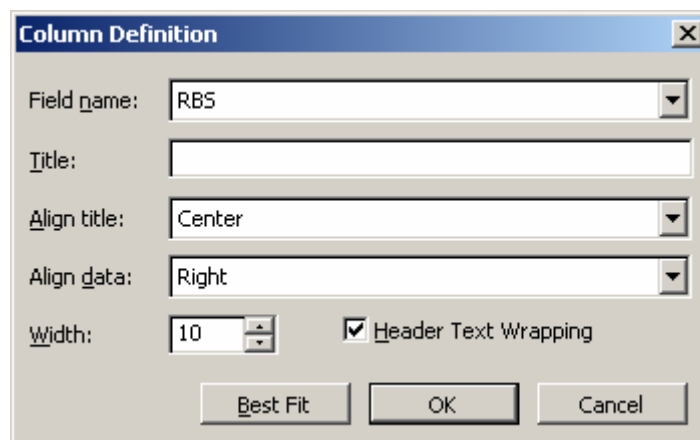 Column Definition
Field name: RBS
Title:
Align title: Center
Align data: Right
Width: 10 Header Text Wrapping
Best Fit OK Cancel